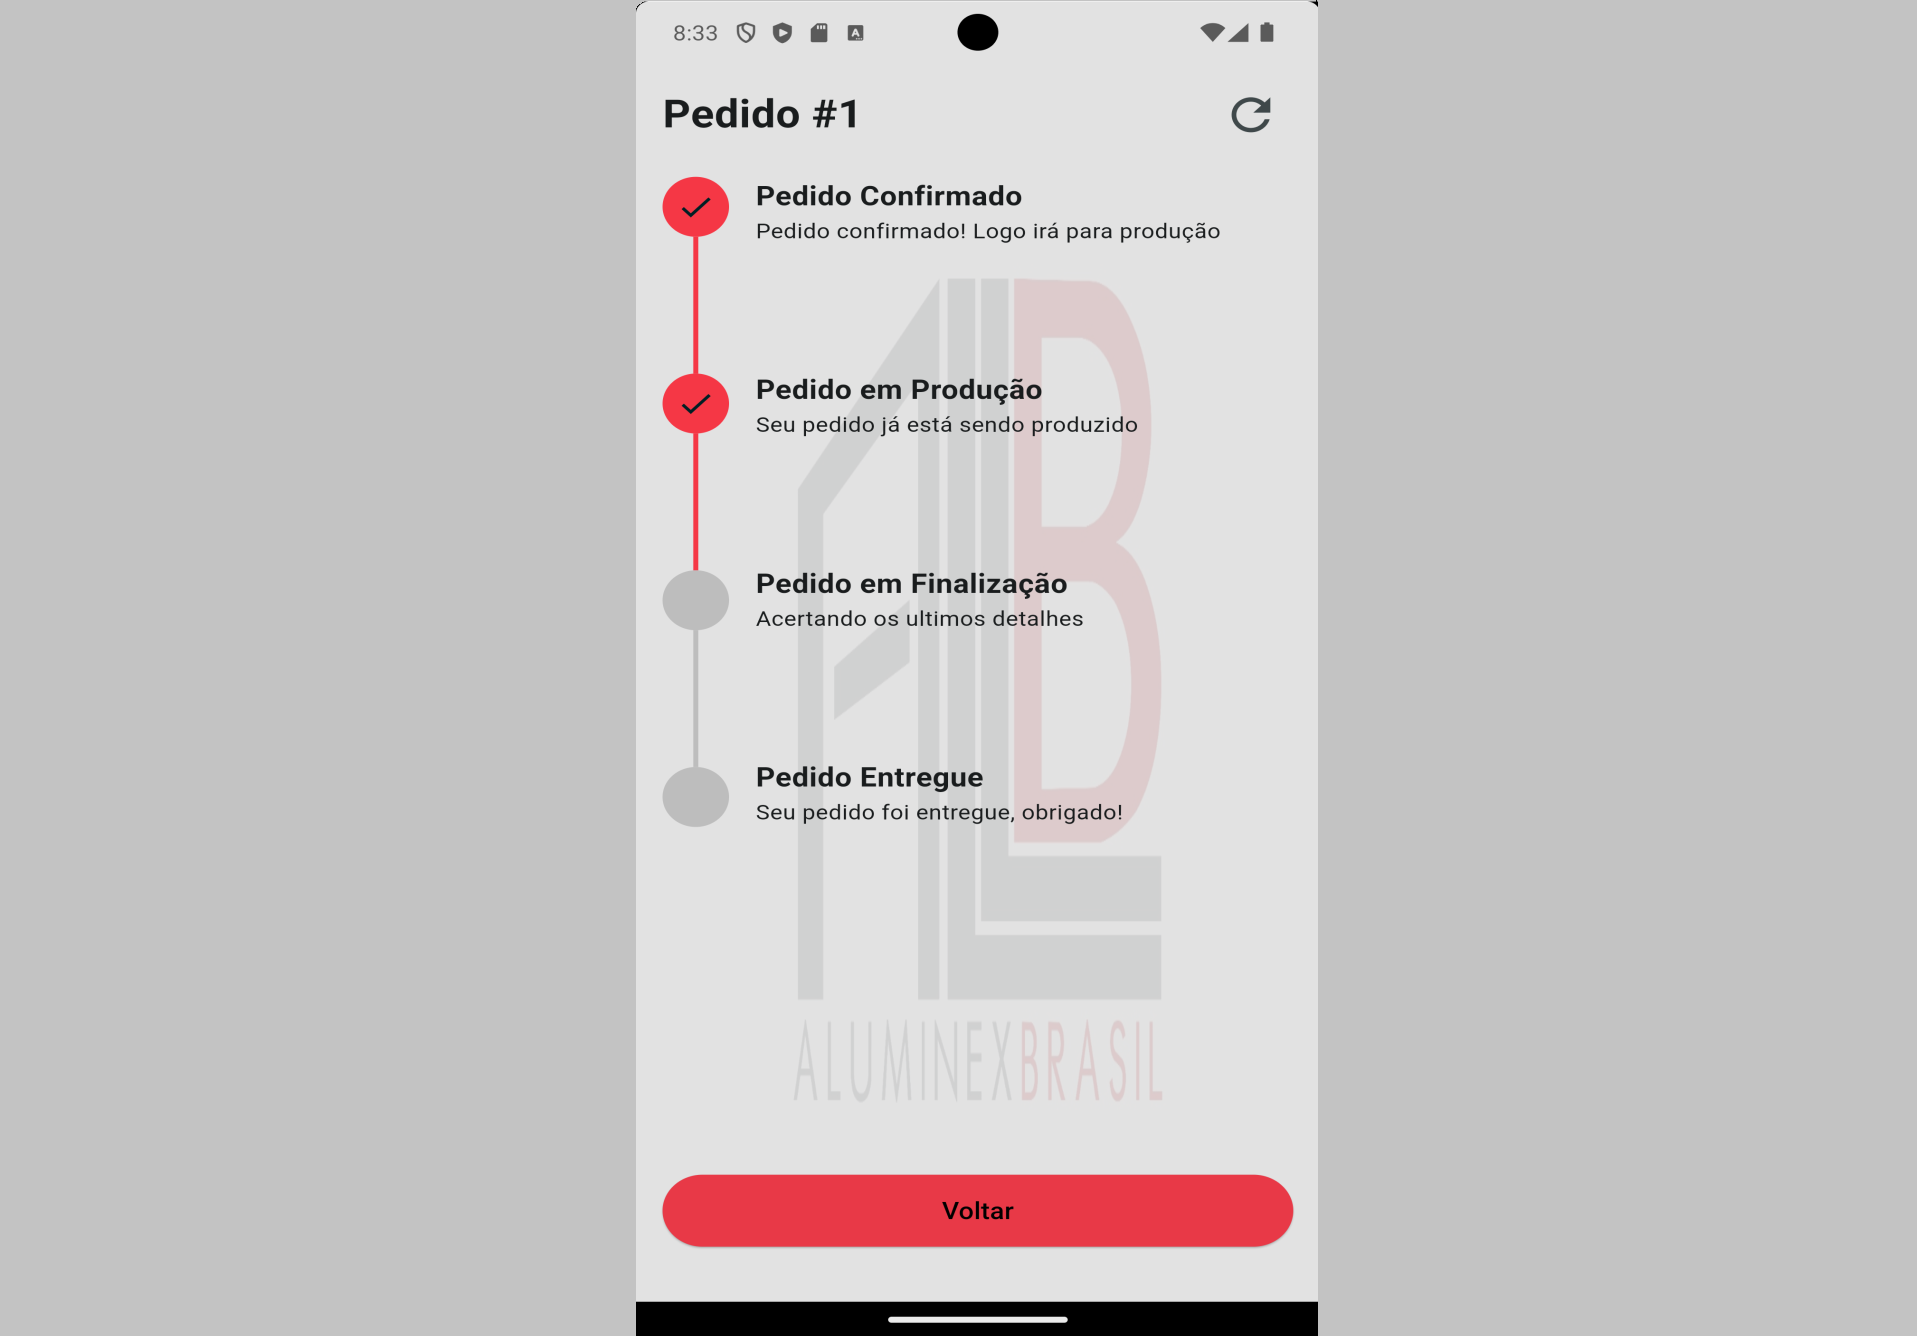 8:33
Pedido #1
Pedido Confirmado
Pedido confirmado! Logo irá para produção
Pedido em Produção
Seu pedido já está sendo produzido
Pedido em Finalização
Acertando os ultimos detalhes
Pedido Entregue
Seu pedido foi entregue, obrigado!
ALUMINEXBRASIL
Voltar